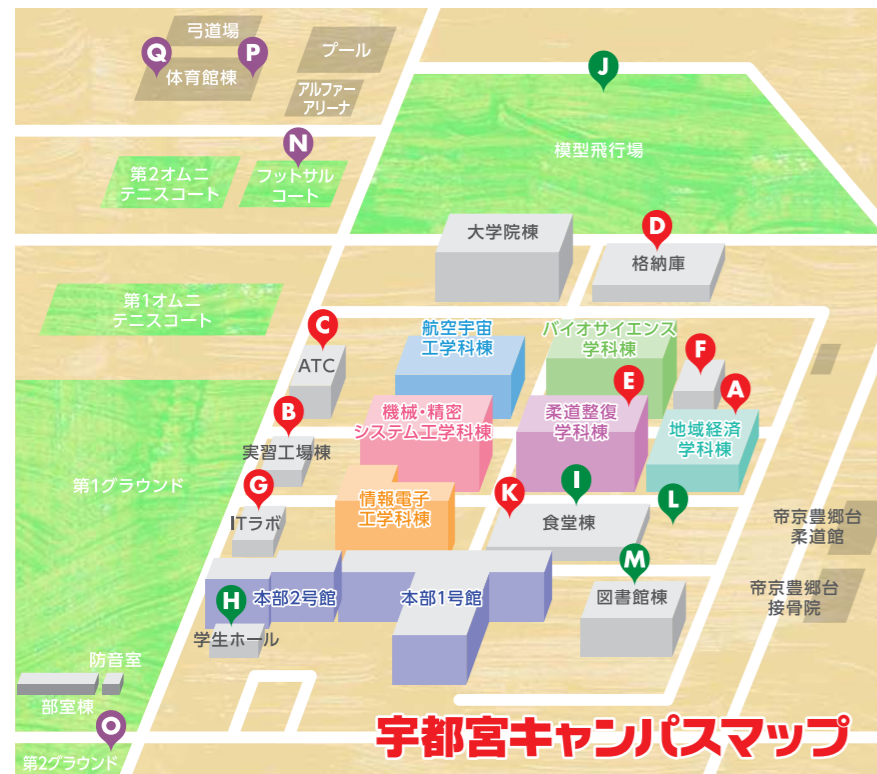 弓道場
Q
P
体育館棟
プール
アルファー
アリーナ
J
模型飛行場
N
第2オムニ
テニスコート
フットサル
コート
大学院棟
D
格納庫
第1オムニ
テニスコート
C
ATC
航空宇宙
工学科棟
バイオサイエンス
学科棟
F
E
A
B
機械・精密
システム工学科棟
柔道整復
学科棟
地域経済
学科棟
実習工場棟
第1グラウンド
G
ITラボ
情報電子
工学科棟
K
I
食堂棟
L
帝京豊郷台
柔道館
M
H
本部2号館
本部1号館
図書館棟
帝京豊郷台
接骨院
学生ホール
防音室
部室棟
O
第2グラウンド
宇都宮キャンパスマップ